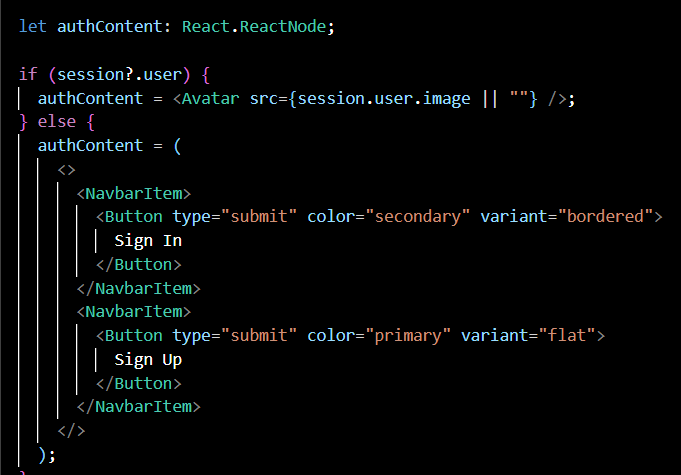 let authContent: React.ReactNode;
if (session?.user) {
authContent = <Avatar src={session.user.image || ""} />;
} else {
authContent = (
<>
<NavbarItem>
<Button type="submit" color="secondary" variant="bordered">
Sign In
</Button>
</NavbarItem>
<NavbarItem>
<Button type="submit" color="primary" variant="flat">
Sign Up
</Button>
</NavbarItem>
</>
);
}